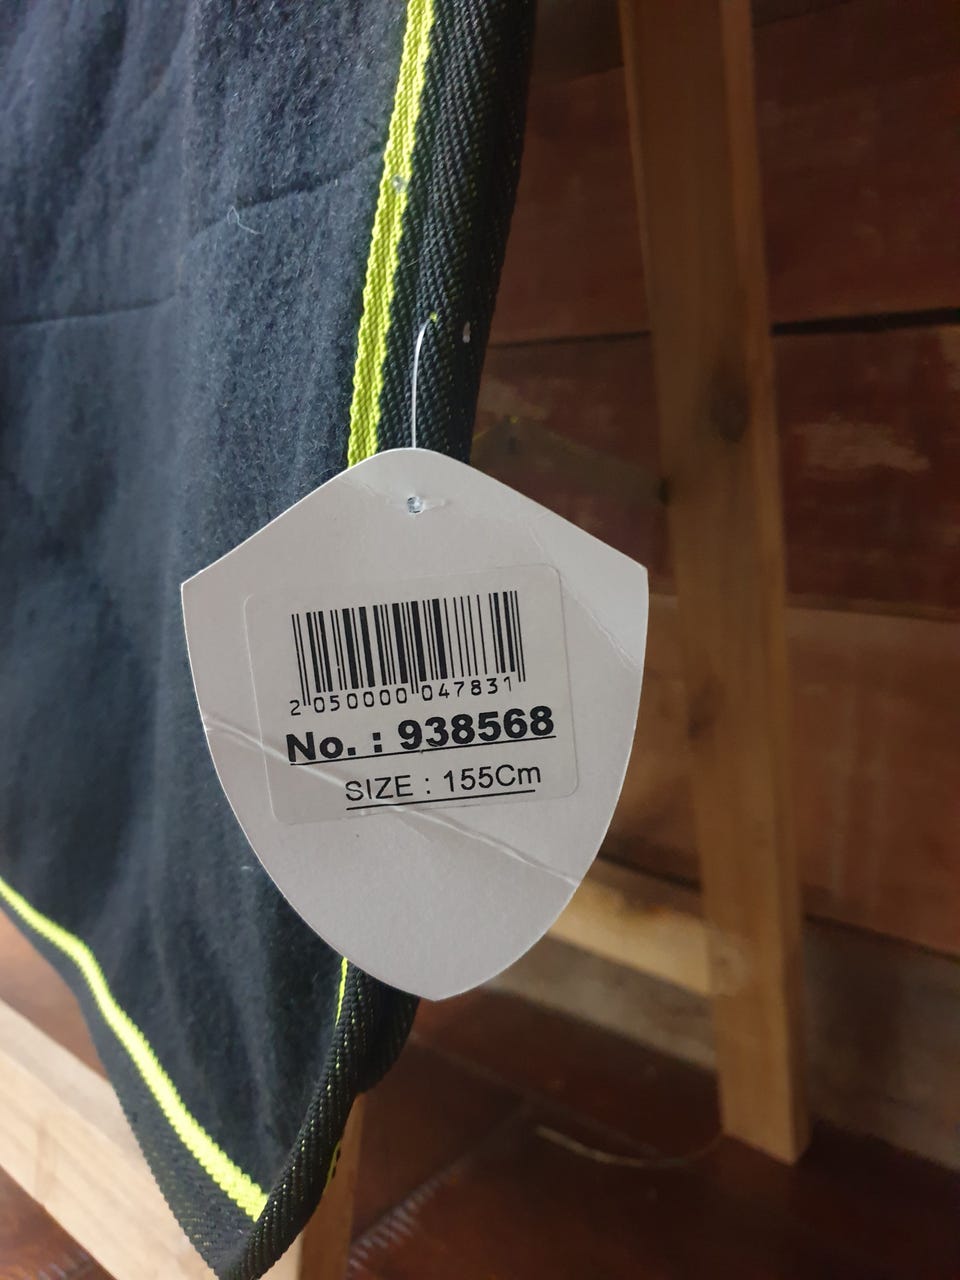 2 050000 047831
No. : 938568
SIZE : 155Cm